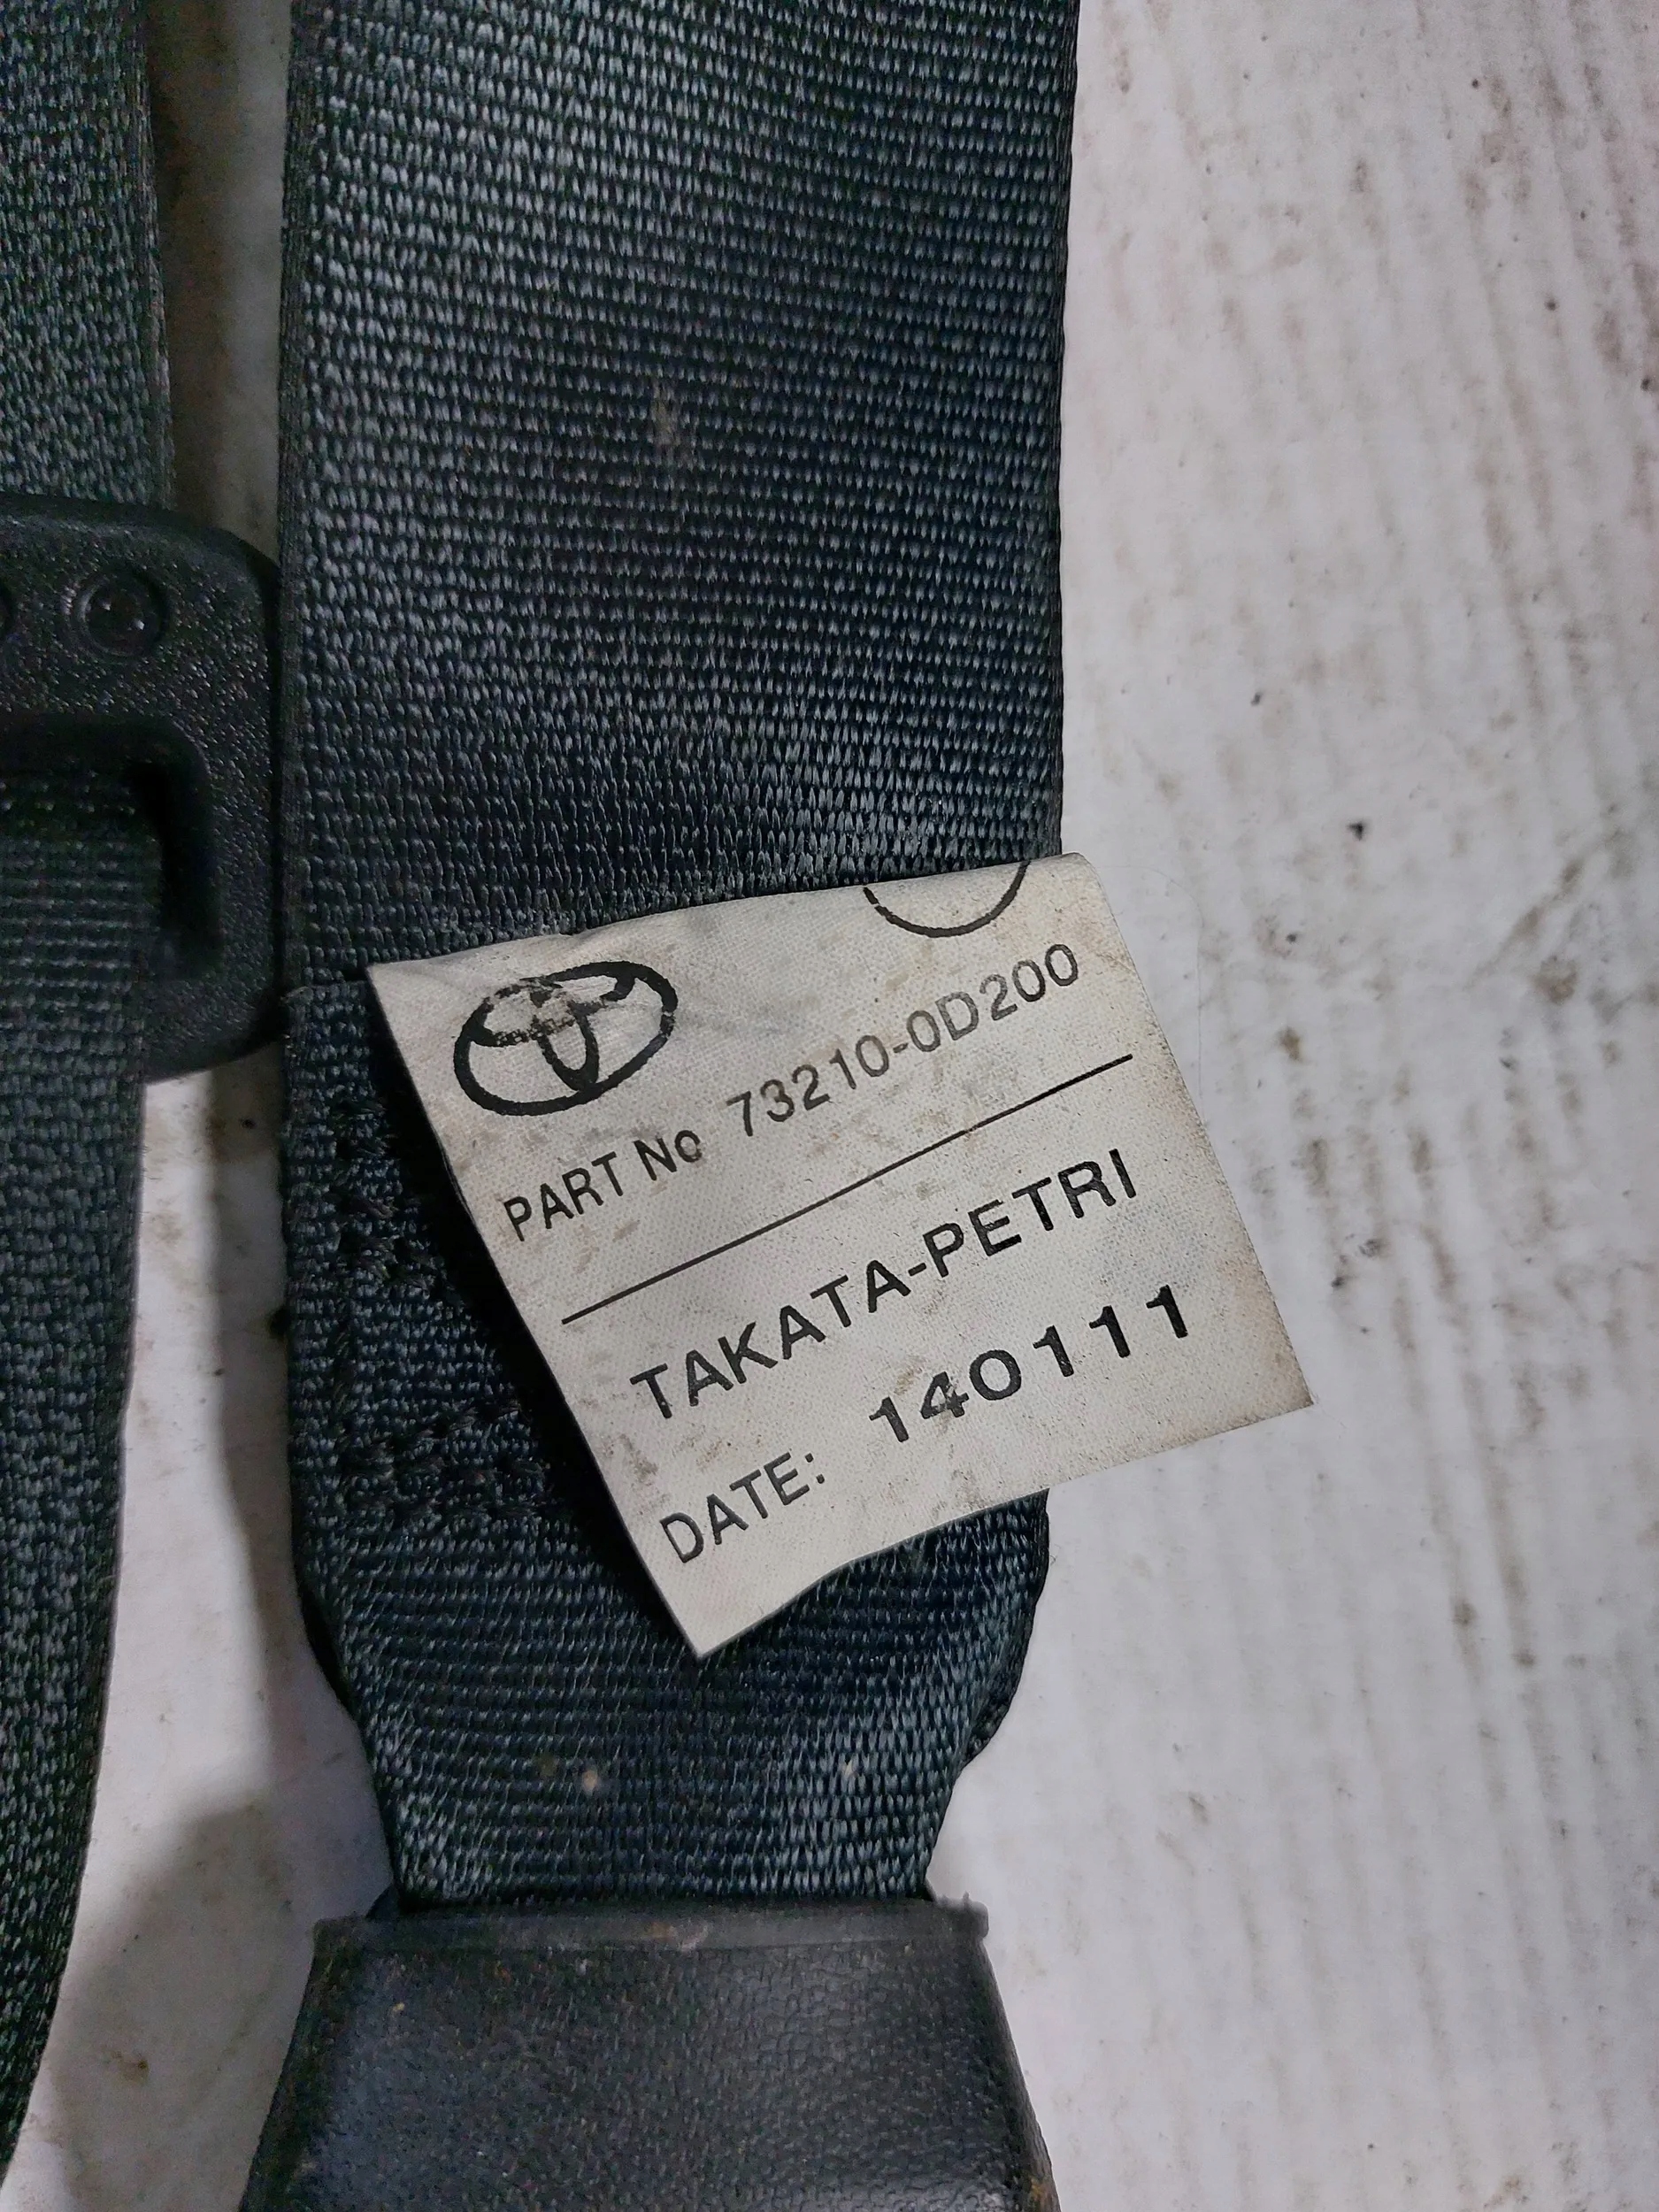 PART No 73210-0D200
TAKATA-PETRI
DATE: 140111